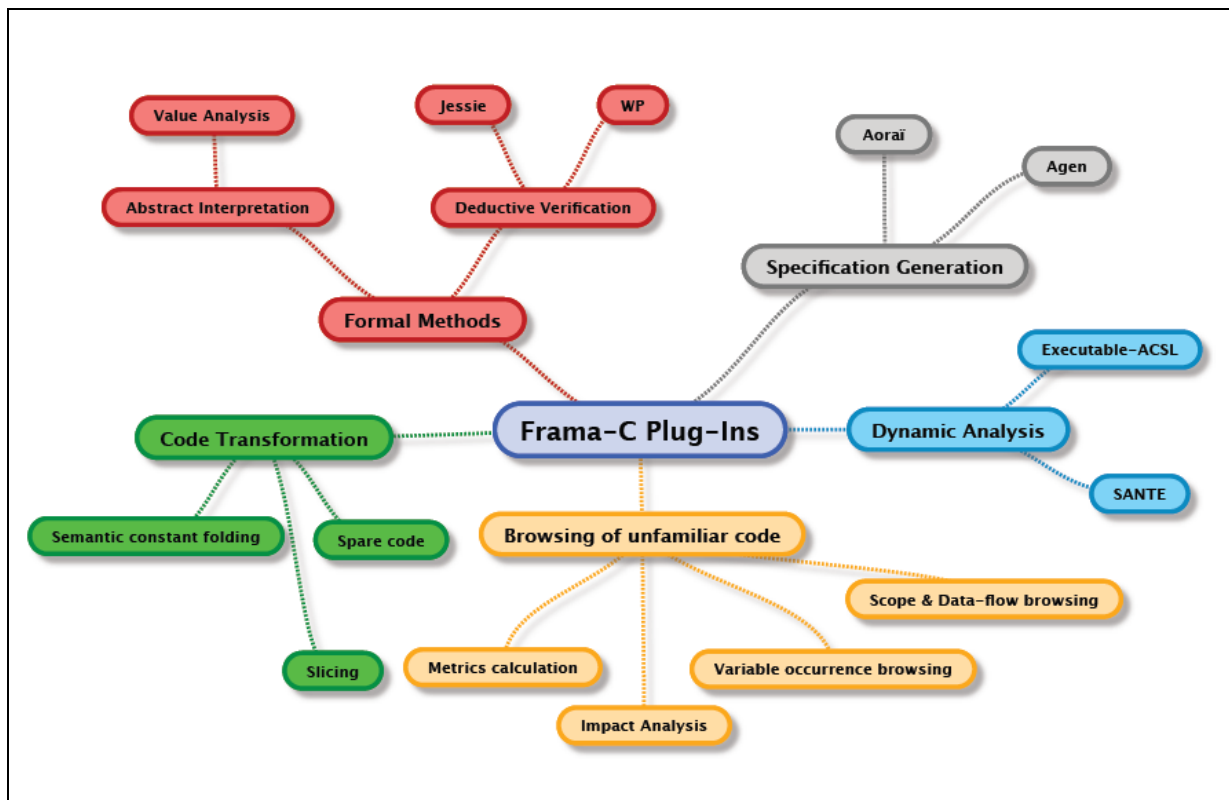 Jessie
WP
Value Analysis
Aoraï
Agen
Abstract Interpretation
Deductive Verification
Specification Generation
Formal Methods
Executable-ACSL
Code Transformation
Frama-C Plug-Ins
Dynamic Analysis
SANTE
Semantic constant folding
Spare code
Browsing of unfamiliar code
Scope & Data-flow browsing
Slicing
Metrics calculation
Variable occurrence browsing
Impact Analysis